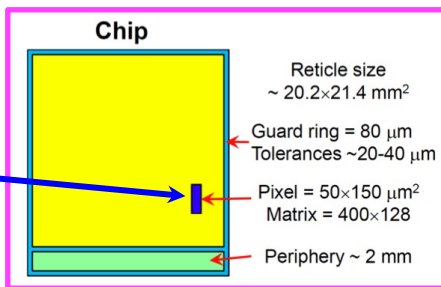 Chip
Reticle size
~ 20.2×21.4 mm²
Guard ring = 80 μm
Tolerances ~20-40 μm
Pixel = 50×150 μm²
Matrix = 400×128
Periphery ~ 2 mm